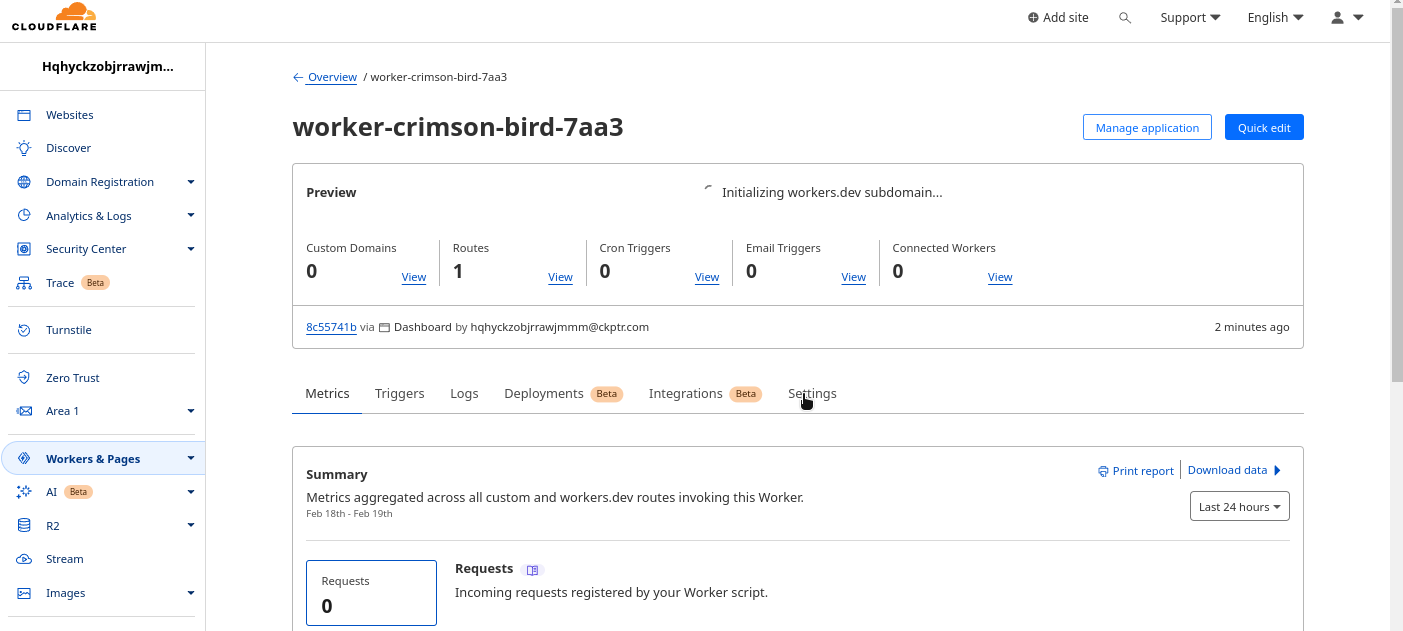 CLOUDFLARE
Add site
Support
English
Hqhyckzobjrrawjm...
Websites
Discover
Domain Registration
Analytics & Logs
Security Center
Trace Beta
Turnstile
Zero Trust
Area 1
Workers & Pages
AI Beta
R2
Stream
Images
← Overview / worker-crimson-bird-7aa3
worker-crimson-bird-7aa3
Manage application
Quick edit
Preview
Initializing workers.dev subdomain...
Custom Domains
0
View
Routes
1
View
Cron Triggers
0
View
Email Triggers
0
View
Connected Workers
0
View
8c55741b via Dashboard by hqhyckzobjrrawjmmm@ckptr.com
2 minutes ago
Metrics
Triggers
Logs
Deployments Beta
Integrations Beta
Settings
Summary
Print report
Download data
Metrics aggregated across all custom and workers.dev routes invoking this Worker.
Feb 18th - Feb 19th
Last 24 hours
Requests
0
Requests
Incoming requests registered by your Worker script.